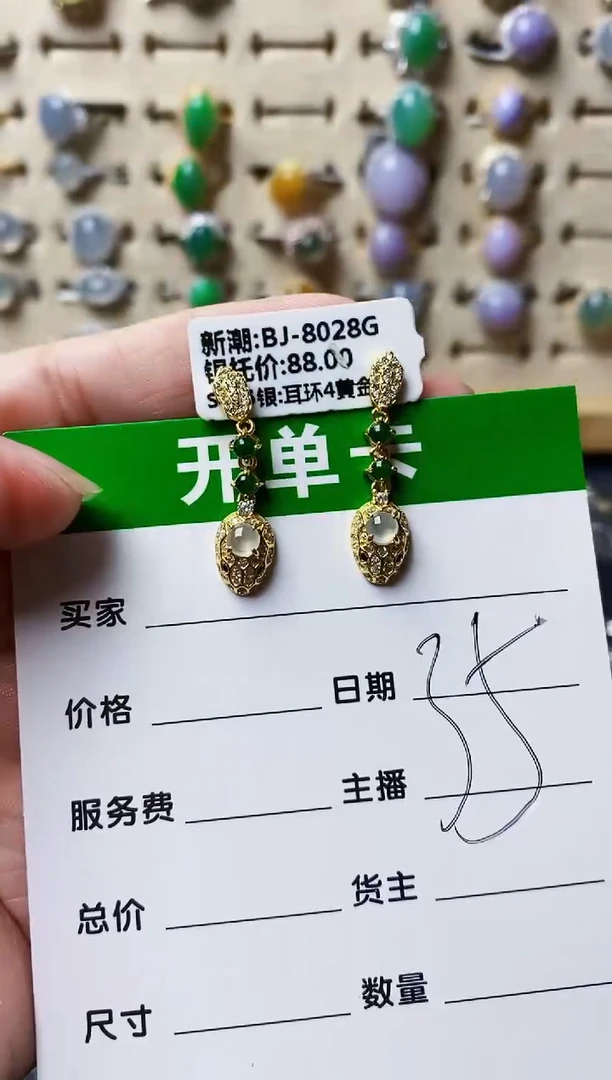 新潮:BJ-8028G
银托价:88.00
银:耳环4黄金
开单卡
买家
价格 日期
服务费 主播
总价 货主
尺寸 数量